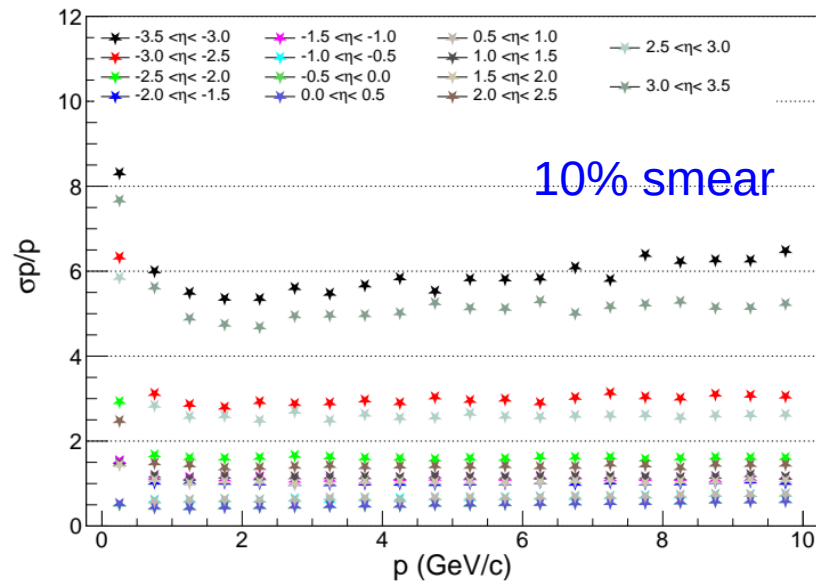 12
10
8
6
4
2
0
σp/p
-3.5 <η< -3.0
-3.0 <η< -2.5
-2.5 <η< -2.0
-2.0 <η< -1.5
-1.5 <η< -1.0
-1.0 <η< -0.5
-0.5 <η< 0.0
0.0 <η< 0.5
0.5 <η< 1.0
1.0 <η< 1.5
1.5 <η< 2.0
2.0 <η< 2.5
2.5 <η< 3.0
3.0 <η< 3.5
10% smear
0 2 4 6 8 10
p (GeV/c)